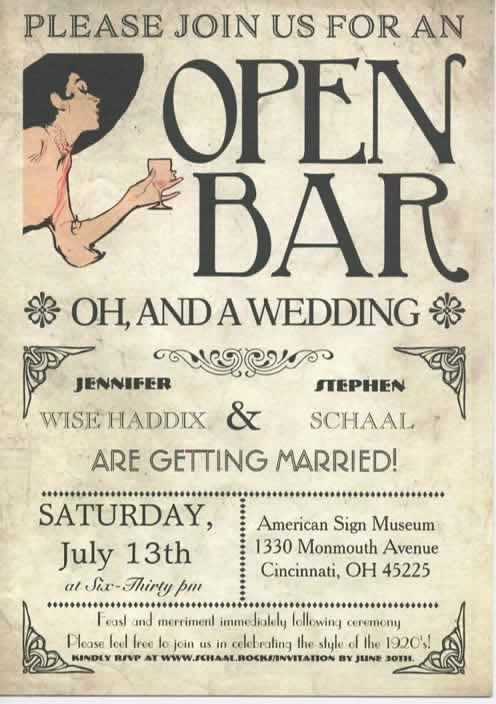 PLEASE JOIN US FOR AN
OPEN
BAR
OH, AND A WEDDING
JENNIFER
WISE HADDIX
&
STEPHEN
SCHAAL
ARE GETTING MARRIED!
SATURDAY,
July 13th
at Six-Thirty pm
American Sign Museum
1330 Monmouth Avenue
Cincinnati, OH 45225
Feast and merriment immediately following ceremony
Please feel free to join us in celebrating the style of the 1920's!
KINDLY RSVP AT WWW.SCHAAL.ROCKS/INVITATION BY JUNE 30TH.